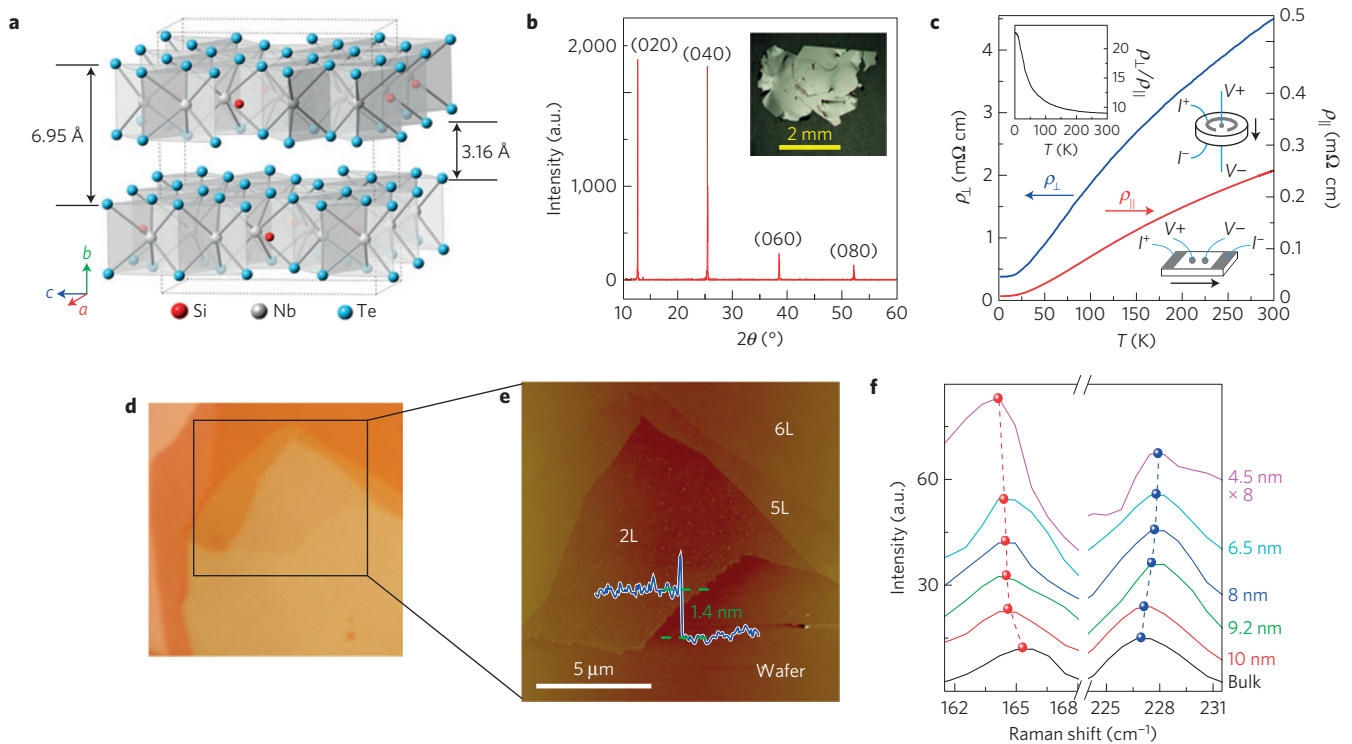 a
6.95 Å
3.16 Å
b
c
a
Si
Nb
Te
b
2,000
1,000
0
Intensity (a.u.)
(020)
(040)
(060)
(080)
2 mm
10
20
30
40
50
60
2θ (°)
c
4
3
2
1
0
ρ⊥ (mΩ cm)
0.5
0.4
0.3
0.2
0.1
0
ρ∥ (mΩ cm)
20
15
10
ρ⊥/ρ∥
0
100
200
300
T (K)
ρ⊥
ρ∥
I+
V+
I−
V−
I+
V+
V−
I−
0
50
100
150
200
250
300
T (K)
d
e
6L
5L
2L
1.4 nm
5 μm
Wafer
f
60
30
Intensity (a.u.)
4.5 nm
× 8
6.5 nm
8 nm
9.2 nm
10 nm
Bulk
162
165
168
225
228
231
Raman shift (cm⁻¹)